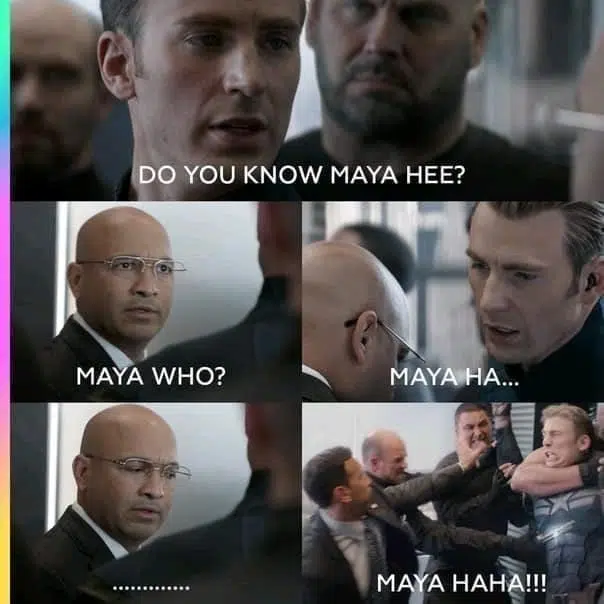 DO YOU KNOW MAYA HEE?
MAYA WHO?
MAYA HA...
.............
MAYA HAHA!!!